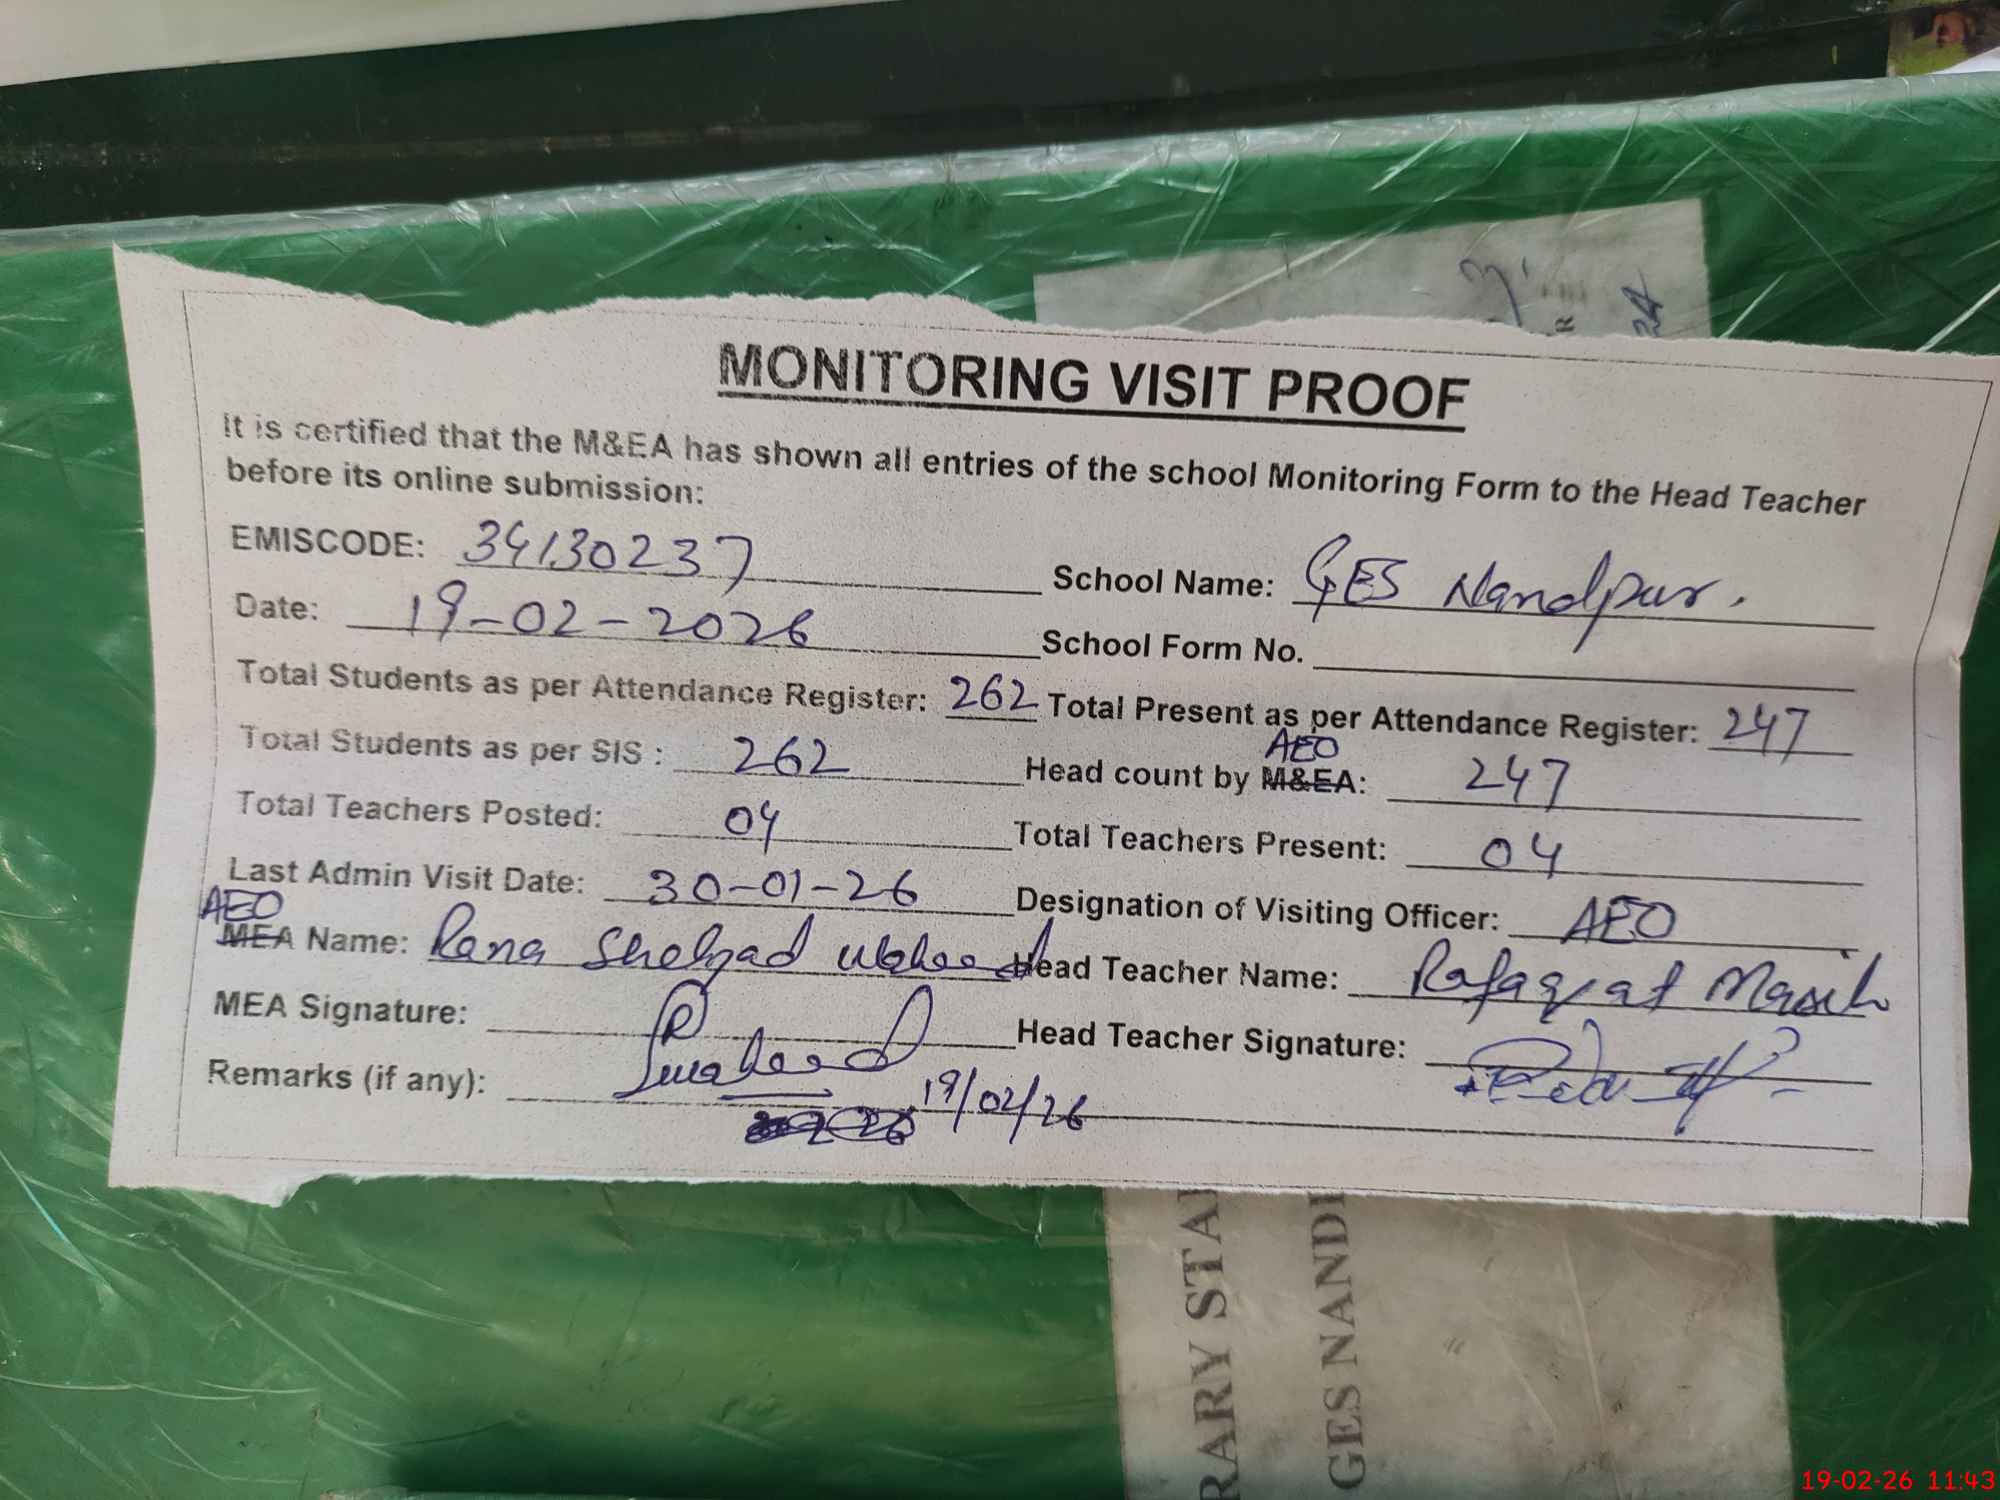 MONITORING VISIT PROOF
It is certified that the M&EA has shown all entries of the school Monitoring Form to the Head Teacher
before its online submission:
EMISCODE: 34130237 School Name: GES Nandpur.
Date: 19-02-2026 School Form No.
Total Students as per Attendance Register: 262 Total Present as per Attendance Register: 247
Total Students as per SIS : 262 Head count by M&EA: AEO 247
Total Teachers Posted: 04 Total Teachers Present: 04
Last Admin Visit Date: 30-01-26 Designation of Visiting Officer: AEO
AEO
MEA Name: Rana Shehzad Waheed Head Teacher Name: Rafaqat Masih
MEA Signature: Head Teacher Signature:
Remarks (if any): 19/02/26
RARY STA
GES NANDI
19-02-26 11:43